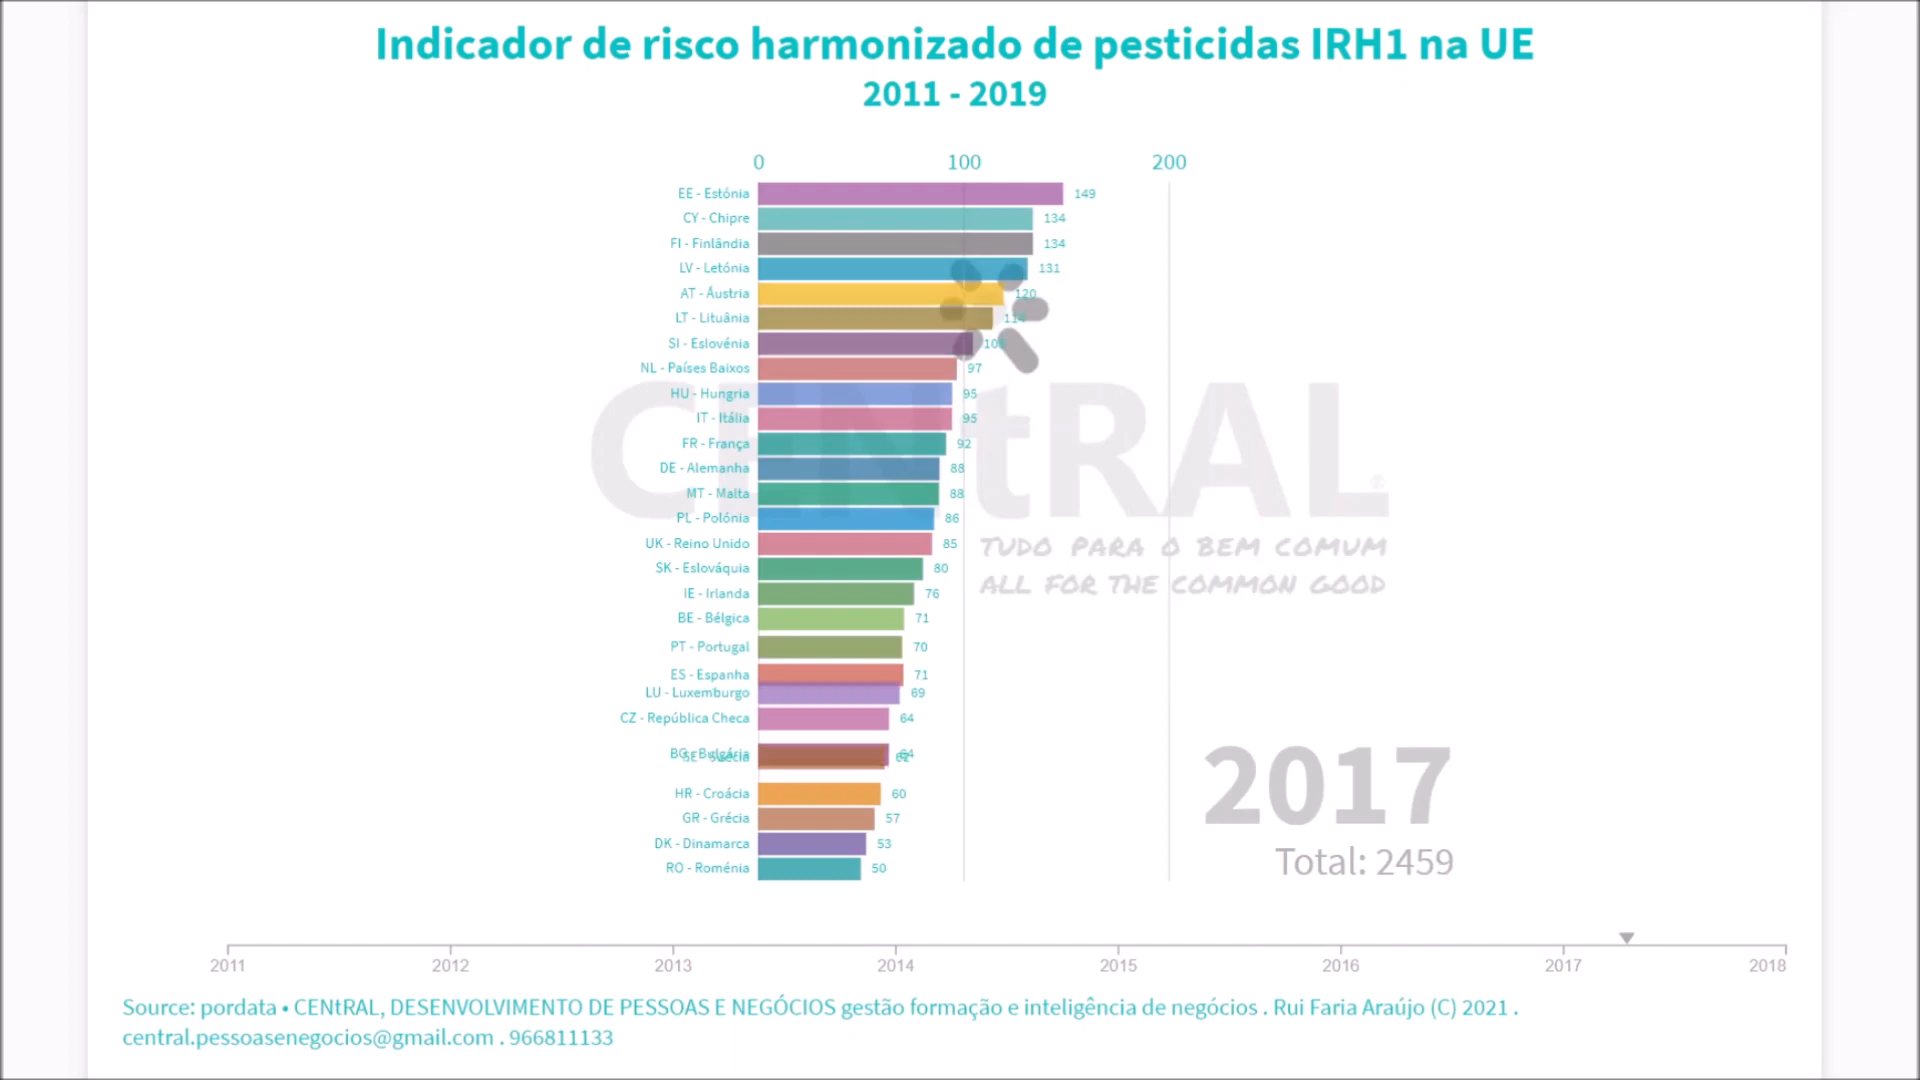 Indicador de risco harmonizado de pesticidas IRH1 na UE
2011 - 2019
0 100 200
EE - Estónia 149
CY - Chipre 134
FI - Finlândia 134
LV - Letónia 131
AT - Áustria 120
LT - Lituânia 114
SI - Eslovénia
NL - Países Baixos 97
HU - Hungria 95
IT - Itália 95
FR - França 92
DE - Alemanha 88
MT - Malta 88
PL - Polónia 86
UK - Reino Unido 85
SK - Eslováquia 80
IE - Irlanda 76
BE - Bélgica 71
PT - Portugal 70
ES - Espanha 71
LU - Luxemburgo 69
CZ - República Checa 64
BG - Bulgária 64
HR - Croácia 60
GR - Grécia 57
DK - Dinamarca 53
RO - Roménia 50
CENtRAL®
TUDO PARA O BEM COMUM
ALL FOR THE COMMON GOOD
2017
Total: 2459
2011 2012 2013 2014 2015 2016 2017 2018
Source: pordata • CENtRAL, DESENVOLVIMENTO DE PESSOAS E NEGÓCIOS gestão formação e inteligência de negócios . Rui Faria Araújo (C) 2021 .
central.pessoasenegocios@gmail.com . 966811133